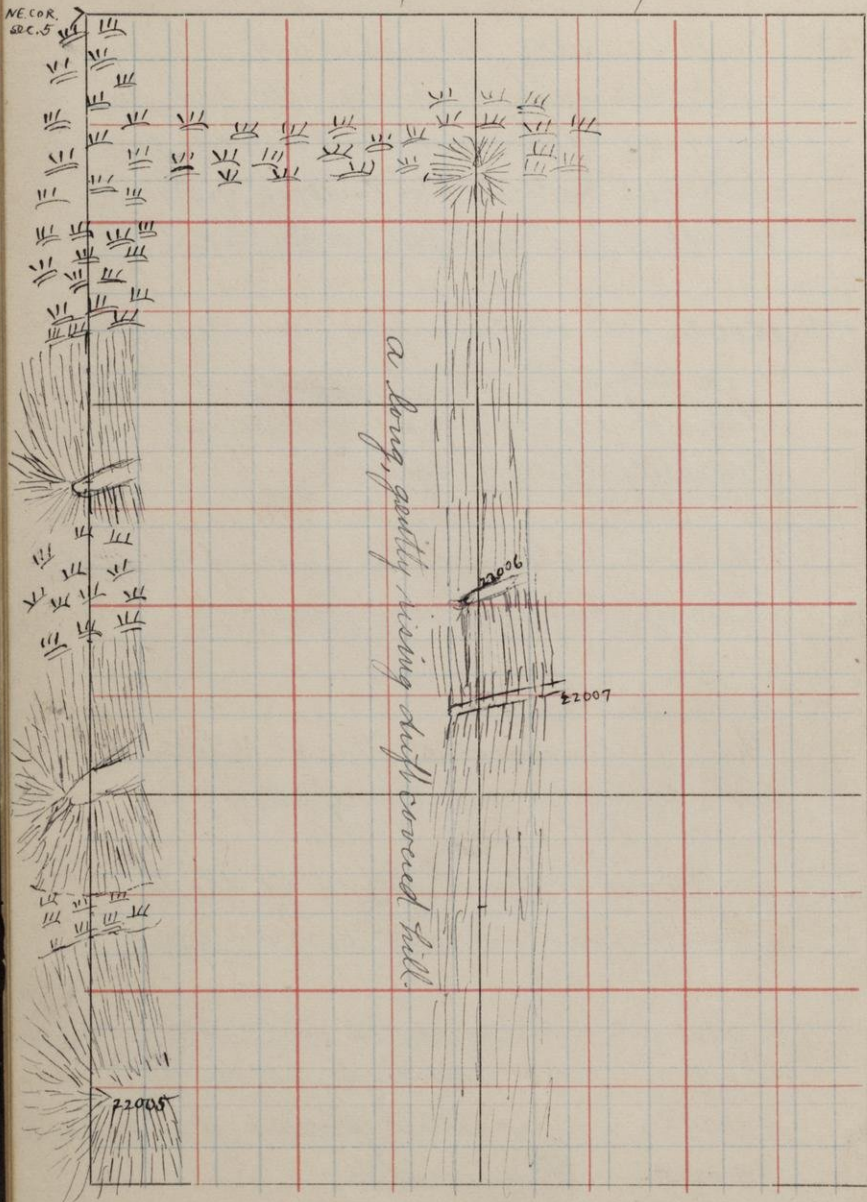 NE.COR.
sec.5
a long, gently rising drift covered hill.
22006
22007
22005